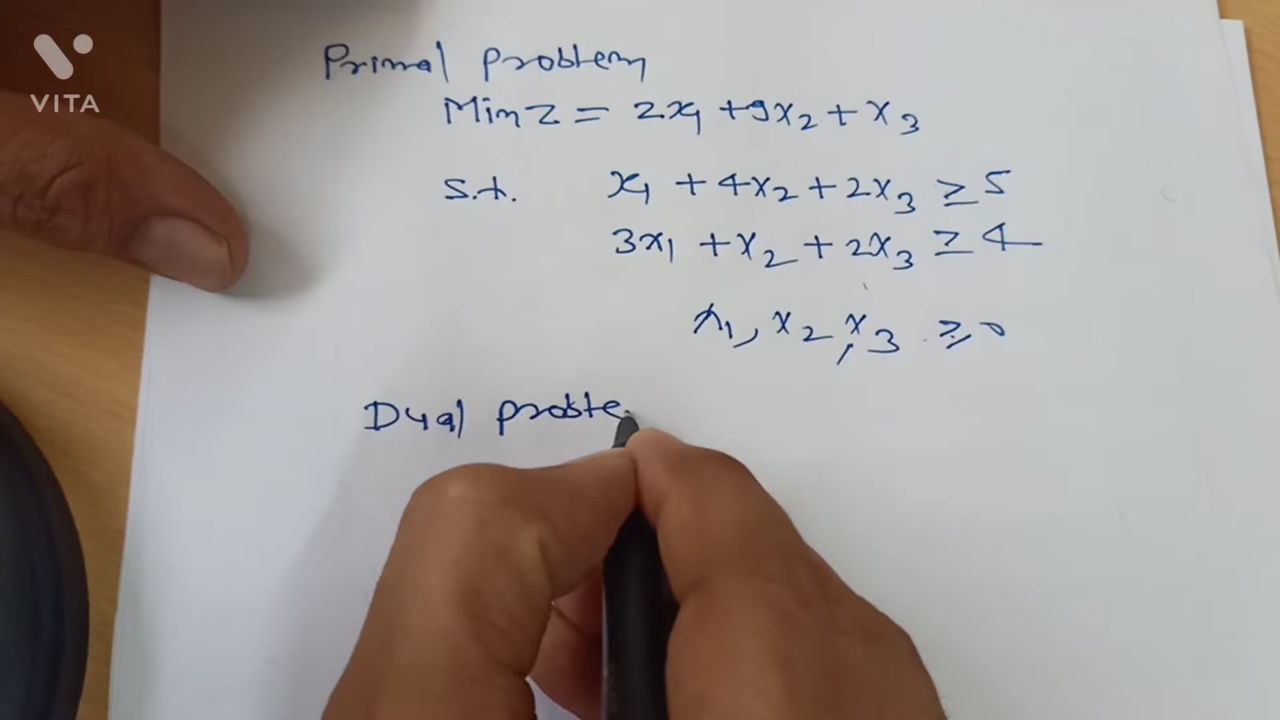 VITA
Primal problem
Min Z = 2x₁ + 9x₂ + x₃
S.t. x₁ + 4x₂ + 2x₃ ≥ 5
3x₁ + x₂ + 2x₃ ≥ 4
x₁, x₂, x₃ ≥ 0
Dual proble